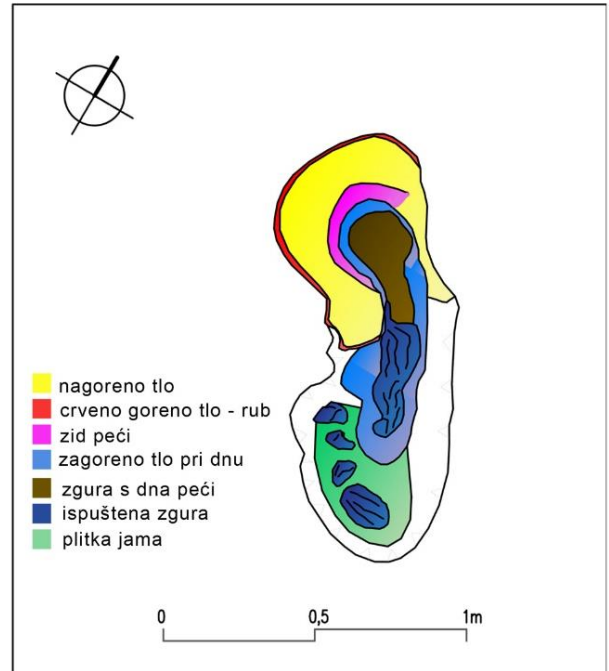 nagoreno tlo
crveno goreno tlo - rub
zid peći
zagoreno tlo pri dnu
zgura s dna peći
ispuštena zgura
plitka jama
0 0,5 1m